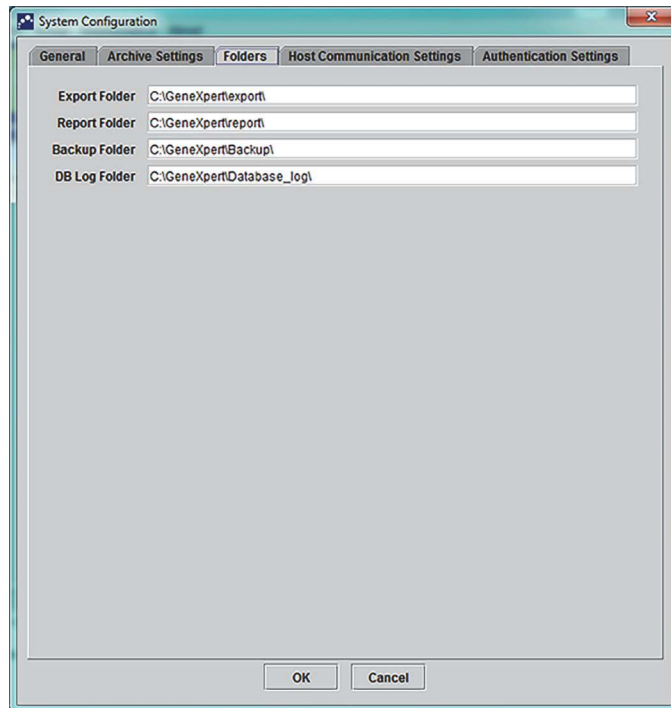 System Configuration
General Archive Settings Folders Host Communication Settings Authentication Settings
Export Folder C:\GeneXpert\export\
Report Folder C:\GeneXpert\report\
Backup Folder C:\GeneXpert\Backup\
DB Log Folder C:\GeneXpert\Database_log\
OK Cancel